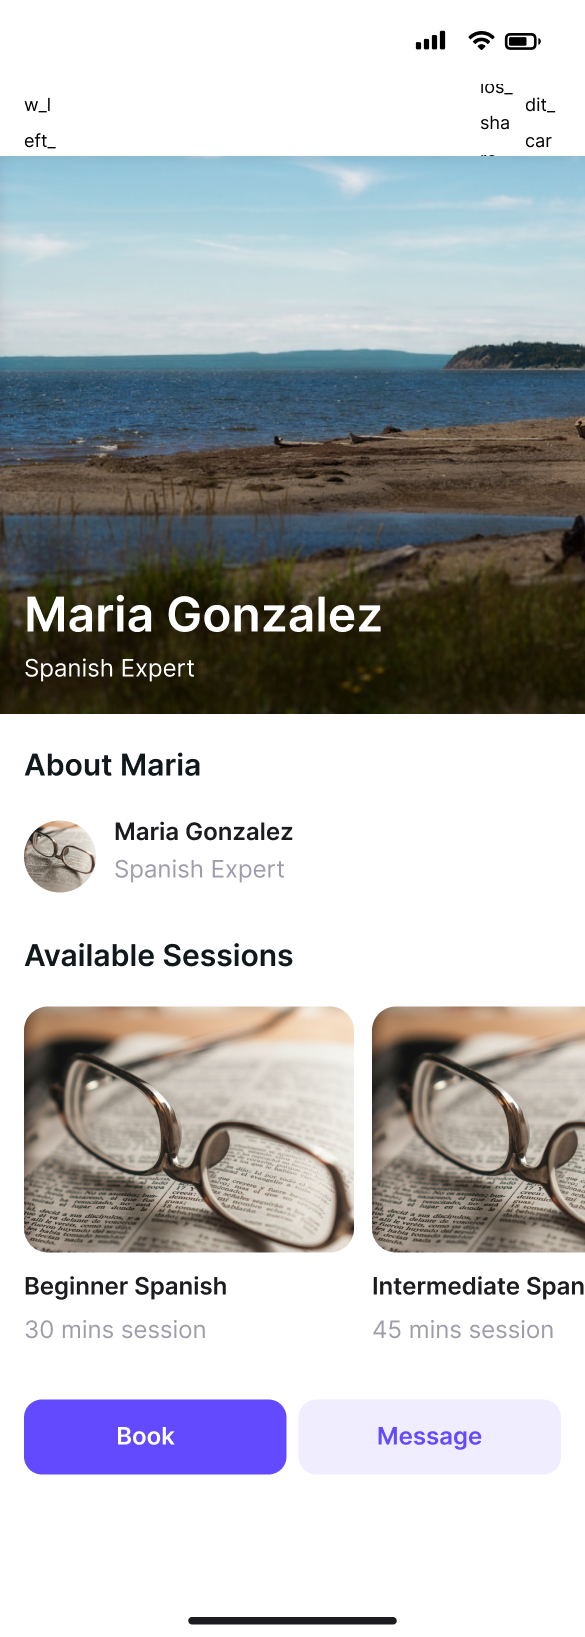 w_l
eft_
ios_
sha
dit_
car
Maria Gonzalez
Spanish Expert
About Maria
Maria Gonzalez
Spanish Expert
Available Sessions
Beginner Spanish
30 mins session
Intermediate Span
45 mins session
Book
Message